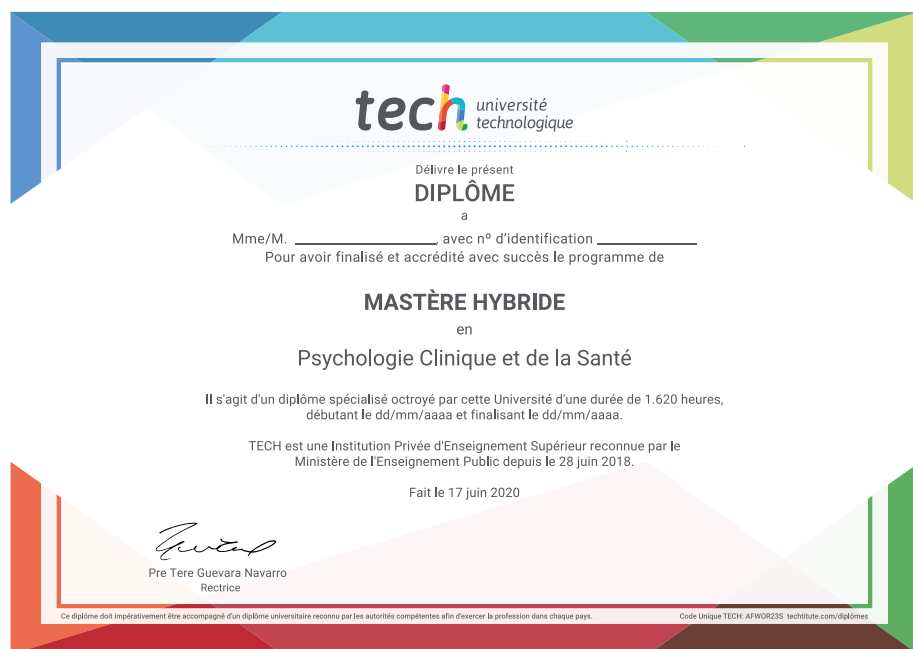 tech université
technologique
Délivre le présent
DIPLÔME
a
Mme/M. ____________, avec nº d'identification ____________
Pour avoir finalisé et accrédité avec succès le programme de
MASTÈRE HYBRIDE
en
Psychologie Clinique et de la Santé
Il s'agit d'un diplôme spécialisé octroyé par cette Université d'une durée de 1.620 heures,
débutant le dd/mm/aaaa et finalisant le dd/mm/aaaa.
TECH est une Institution Privée d'Enseignement Supérieur reconnue par le
Ministère de l'Enseignement Public depuis le 28 juin 2018.
Fait le 17 juin 2020
Pre Tere Guevara Navarro
Rectrice
Ce diplôme doit impérativement être accompagné d'un diplôme universitaire reconnu par les autorités compétentes afin d'exercer la profession dans chaque pays.
Code Unique TECH: AFWOR23S techtitute.com/diplômes